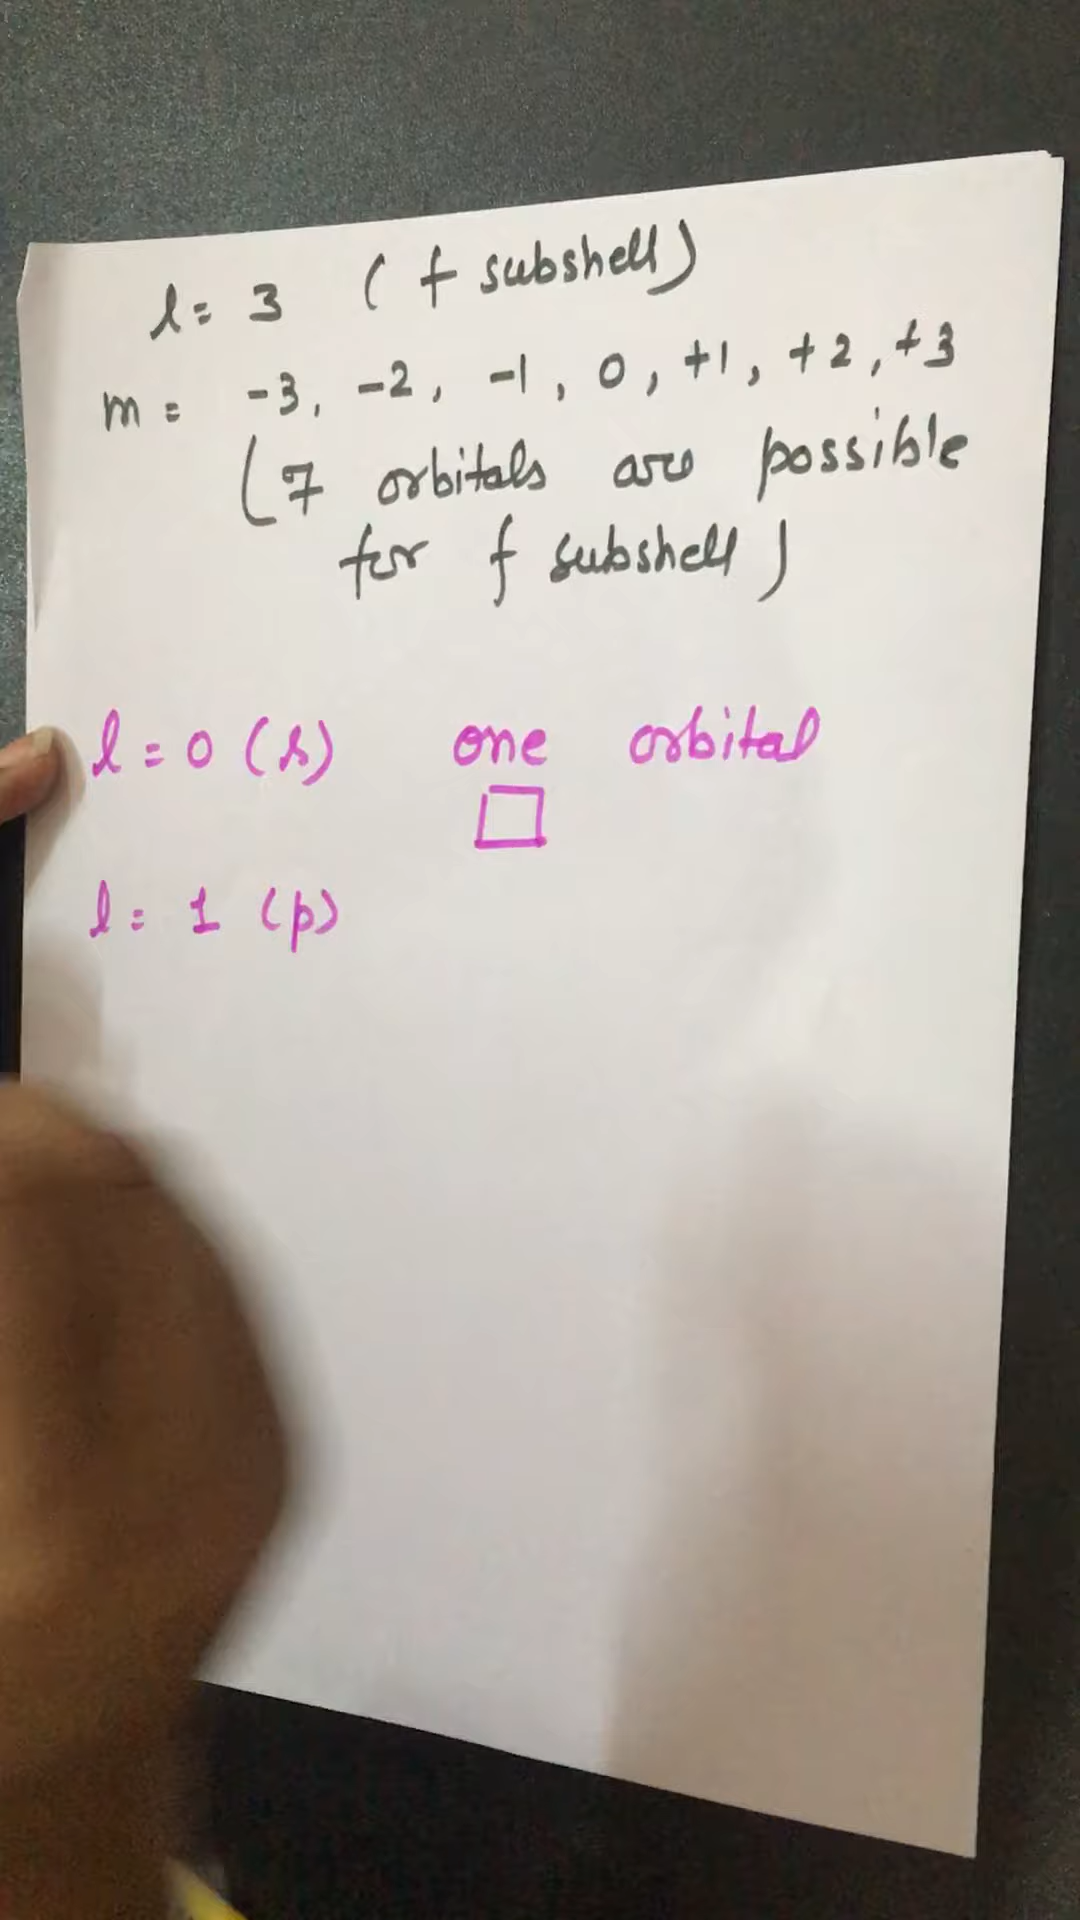 l = 3 ( f subshell)
m = -3, -2, -1, 0, +1, +2, +3
(7 orbitals are possible
for f subshell)
l = 0 (s) one orbital
l = 1 (p)